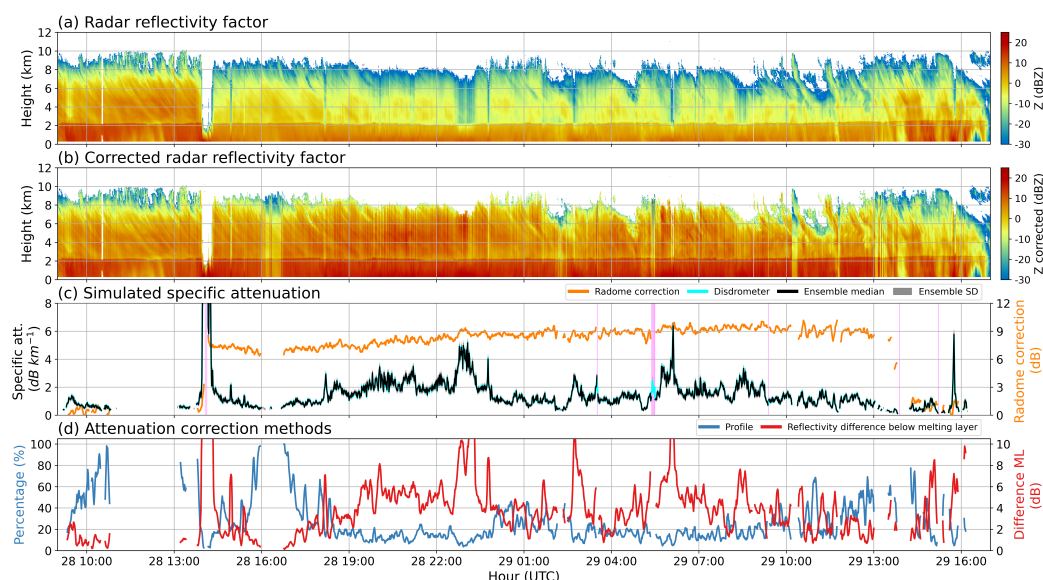 (a) Radar reflectivity factor
12
10
8
6
4
2
0
Height (km)
20
10
0
-10
-20
-30
Z (dBZ)
(b) Corrected radar reflectivity factor
12
10
8
6
4
2
0
Height (km)
20
10
0
-10
-20
-30
Z corrected (dBZ)
(c) Simulated specific attenuation
Radome correction
Disdrometer
Ensemble median
Ensemble SD
8
6
4
2
0
Specific att.
(dB km⁻¹)
12
9
6
3
0
Radome correction
(dB)
(d) Attenuation correction methods
Profile
Reflectivity difference below melting layer
100
80
60
40
20
0
Percentage (%)
10
8
6
4
2
0
Difference ML
(dB)
28 10:00 28 13:00 28 16:00 28 19:00 28 22:00 29 01:00 29 04:00 29 07:00 29 10:00 29 13:00 29 16:00
Hour (UTC)